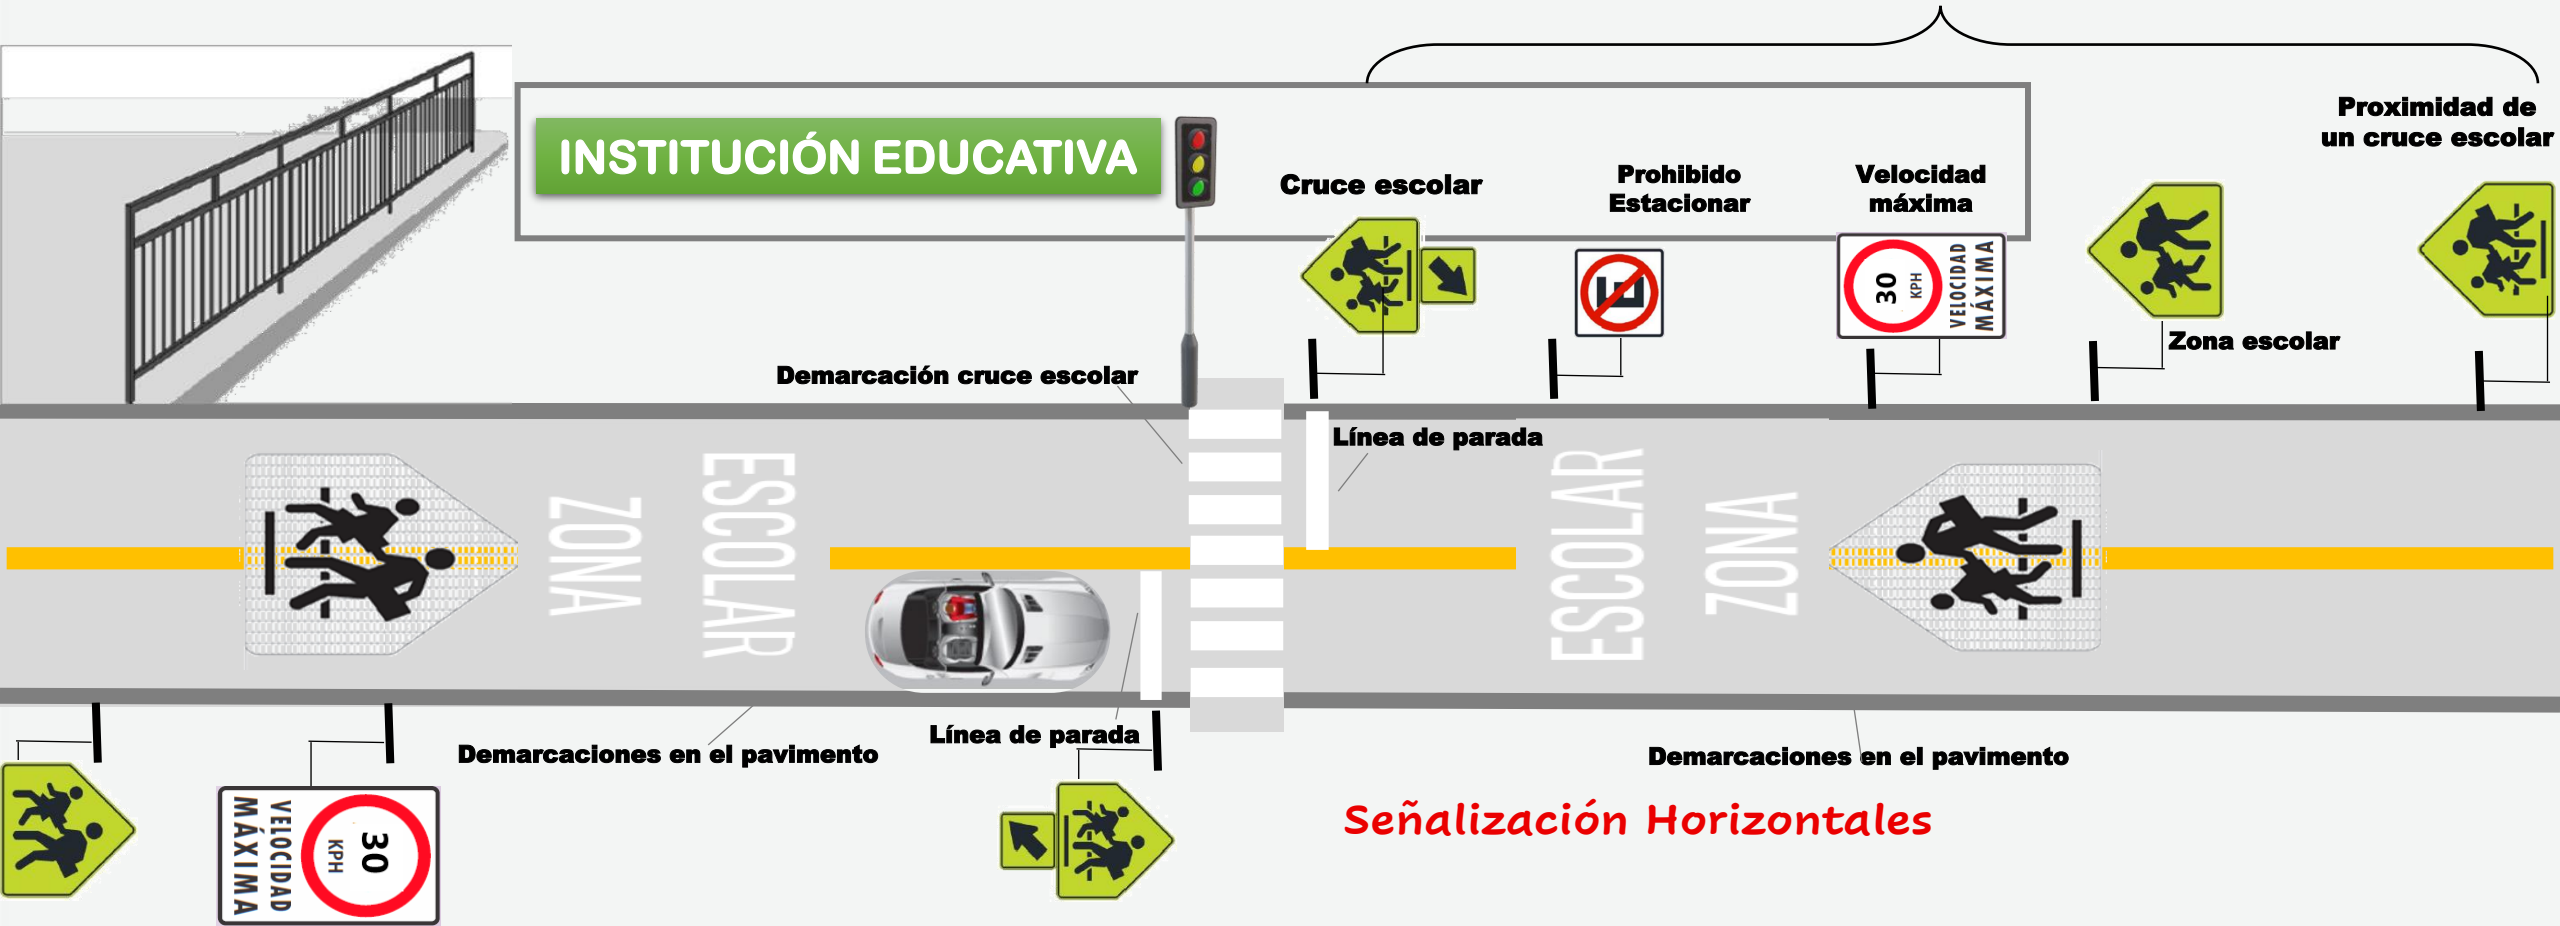 Proximidad de
un cruce escolar
INSTITUCIÓN EDUCATIVA
Cruce escolar
Prohibido
Estacionar
Velocidad
máxima
E
30
KPH
VELOCIDAD
MÁXIMA
Zona escolar
Demarcación cruce escolar
Línea de parada
ZONA
ESCOLAR
ESCOLAR
ZONA
Línea de parada
Demarcaciones en el pavimento
Demarcaciones en el pavimento
MÁXIMA
VELOCIDAD
KPH
30
Señalización Horizontales